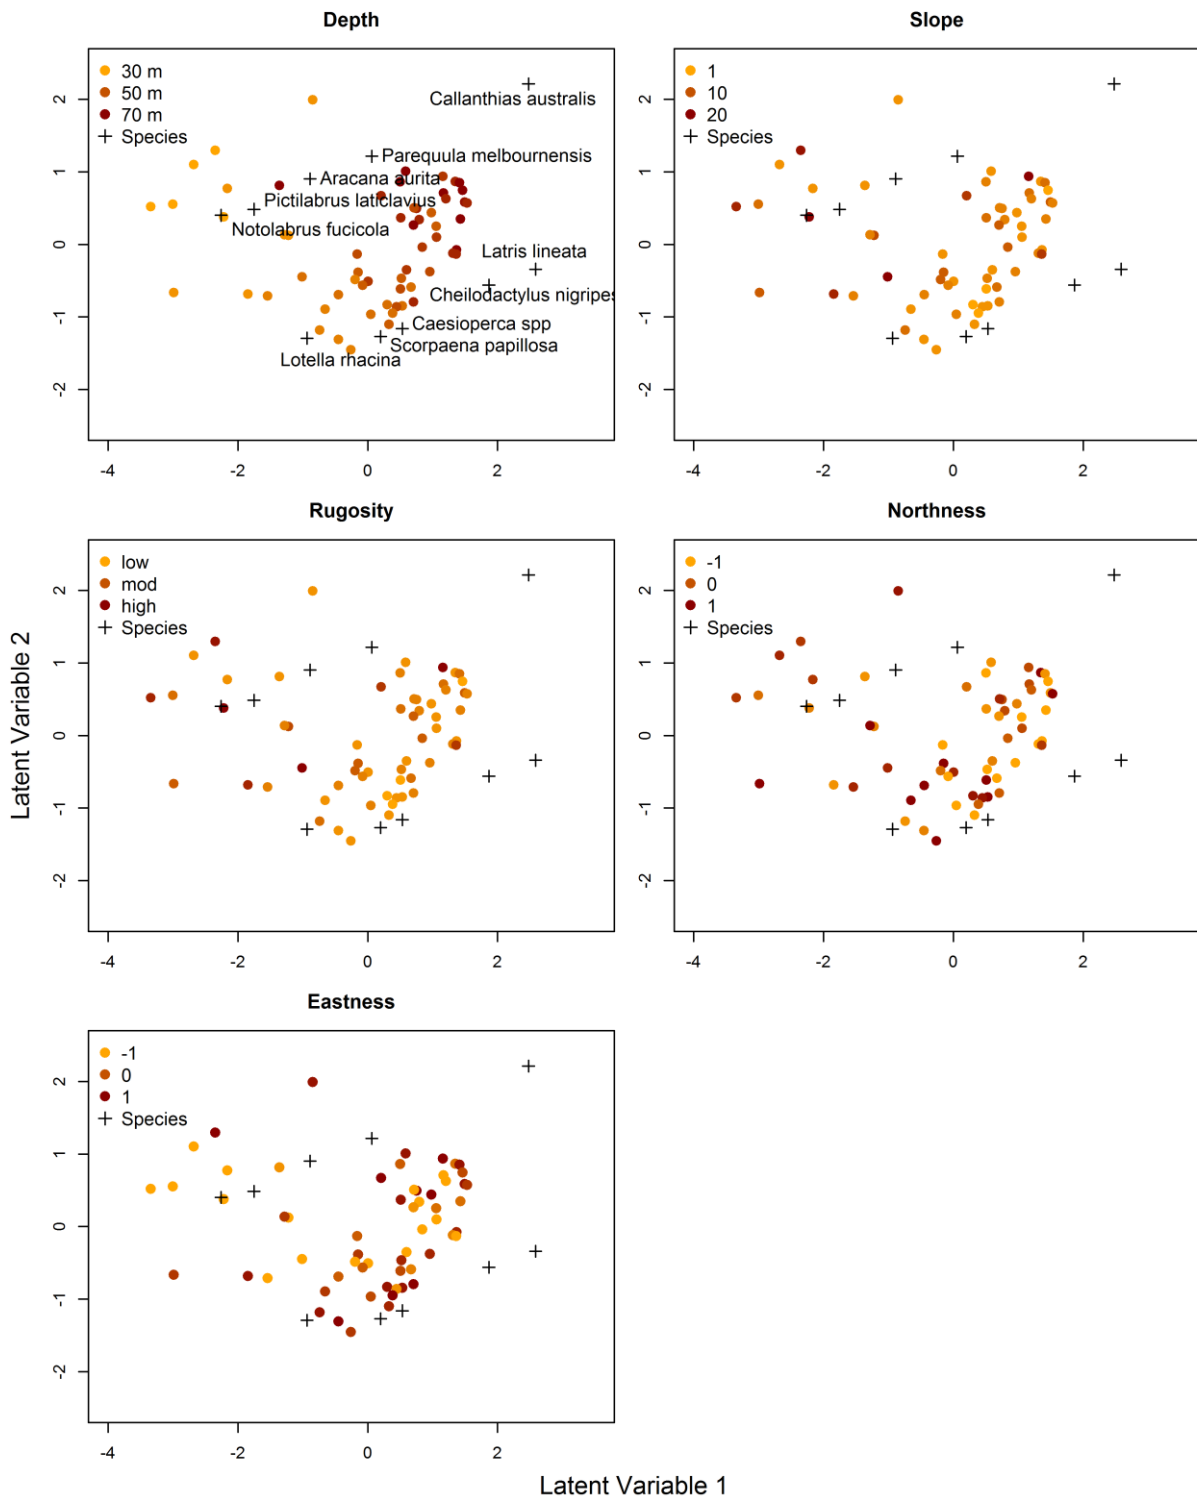 Depth
30 m
50 m
70 m
Species
Callanthias australis
Parequula melbournensis
Aracana aurita
Pictilabrus laticlavius
Notolabrus fucicola
Latris lineata
Cheilodactylus nigripes
Caesioperca spp
Scorpaena papillosa
Lotella rhacina
2
1
0
-1
-2
-4
-2
0
2
Slope
1
10
20
Species
2
1
0
-1
-2
-4
-2
0
2
Rugosity
low
mod
high
Species
2
1
0
-1
-2
-4
-2
0
2
Northness
-1
0
1
Species
2
1
0
-1
-2
-4
-2
0
2
Eastness
-1
0
1
Species
2
1
0
-1
-2
-4
-2
0
2
Latent Variable 2
Latent Variable 1